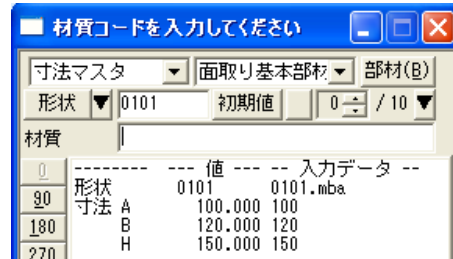 材質コードを入力してください
寸法マスタ 面取り基本部材 部材(B)
形状 0101 初期値 0 / 10
材質
0 -------- --- 値 --- -- 入力データ --
形状 0101 0101.mba
90 寸法 A 100.000 100
180 B 120.000 120
H 150.000 150
270